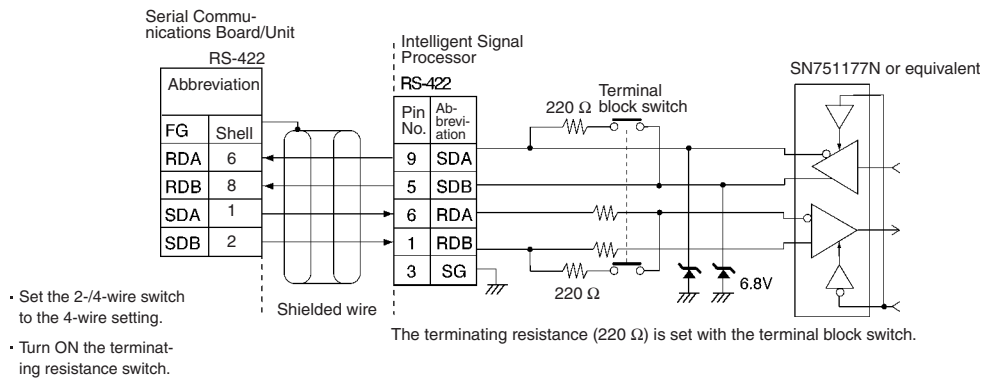 Serial Commu-
nications Board/Unit
RS-422
Abbreviation
FG Shell
RDA 6
RDB 8
SDA 1
SDB 2
Shielded wire
Intelligent Signal
Processor
RS-422
Pin No. Ab-brevi-ation
9 SDA
5 SDB
6 RDA
1 RDB
3 SG
220 Ω
Terminal
block switch
220 Ω
6.8V
SN751177N or equivalent
The terminating resistance (220 Ω) is set with the terminal block switch.
· Set the 2-/4-wire switch
to the 4-wire setting.
· Turn ON the terminat-
ing resistance switch.